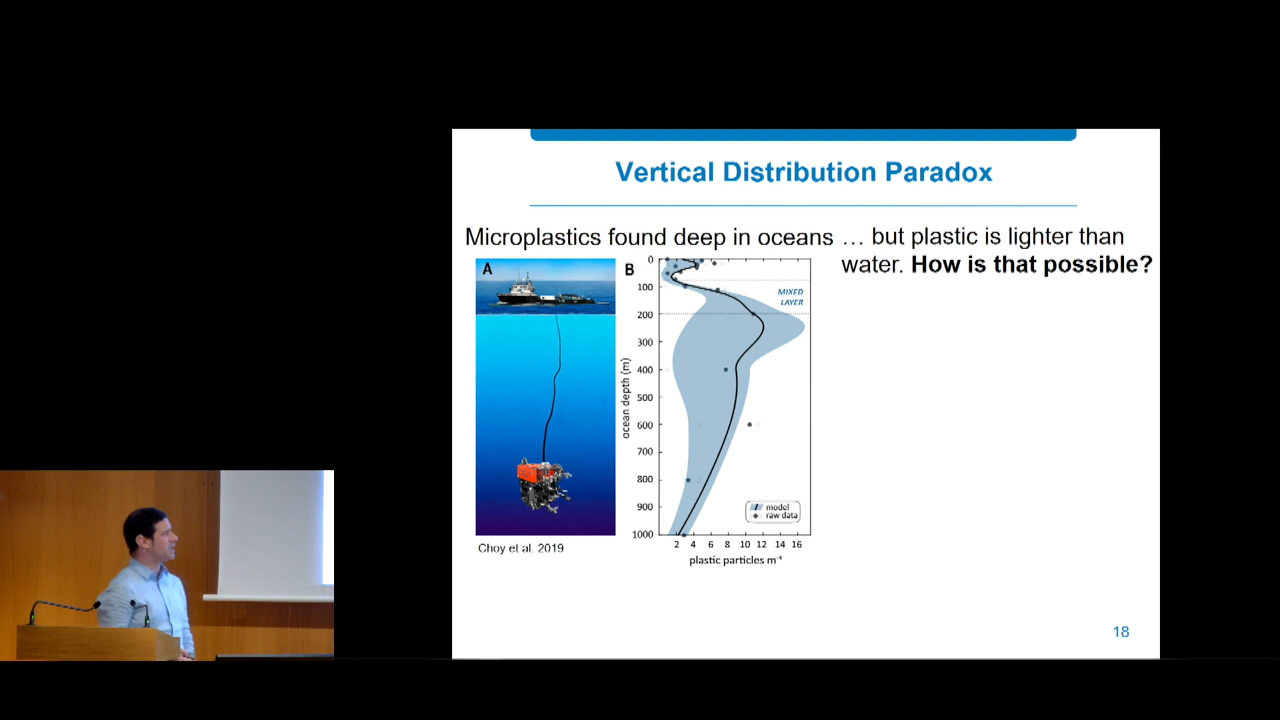 Vertical Distribution Paradox
Microplastics found deep in oceans
… but plastic is lighter than
water. How is that possible?
A
B
0
100
200
300
400
500
600
700
800
900
1000
ocean depth (m)
MIXED
LAYER
model
raw data
2 4 6 8 10 12 14 16
plastic particles m⁻³
Choy et al. 2019
18